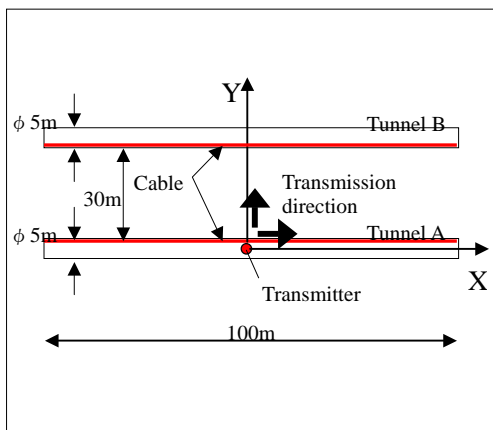 Y
ϕ 5m
Tunnel B
Cable
Transmission
direction
30m
ϕ 5m
Tunnel A
X
Transmitter
100m